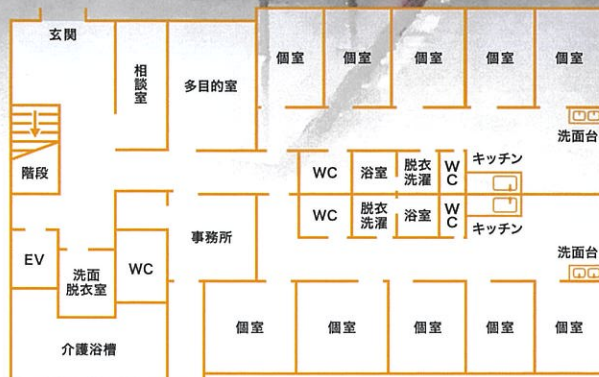 玄関
相談室
多目的室
個室
個室
個室
個室
個室
洗面台
階段
WC
浴室
脱衣
洗濯
WC
キッチン
WC
脱衣
洗濯
浴室
WC
キッチン
事務所
洗面台
EV
洗面
脱衣室
WC
介護浴槽
個室
個室
個室
個室
個室